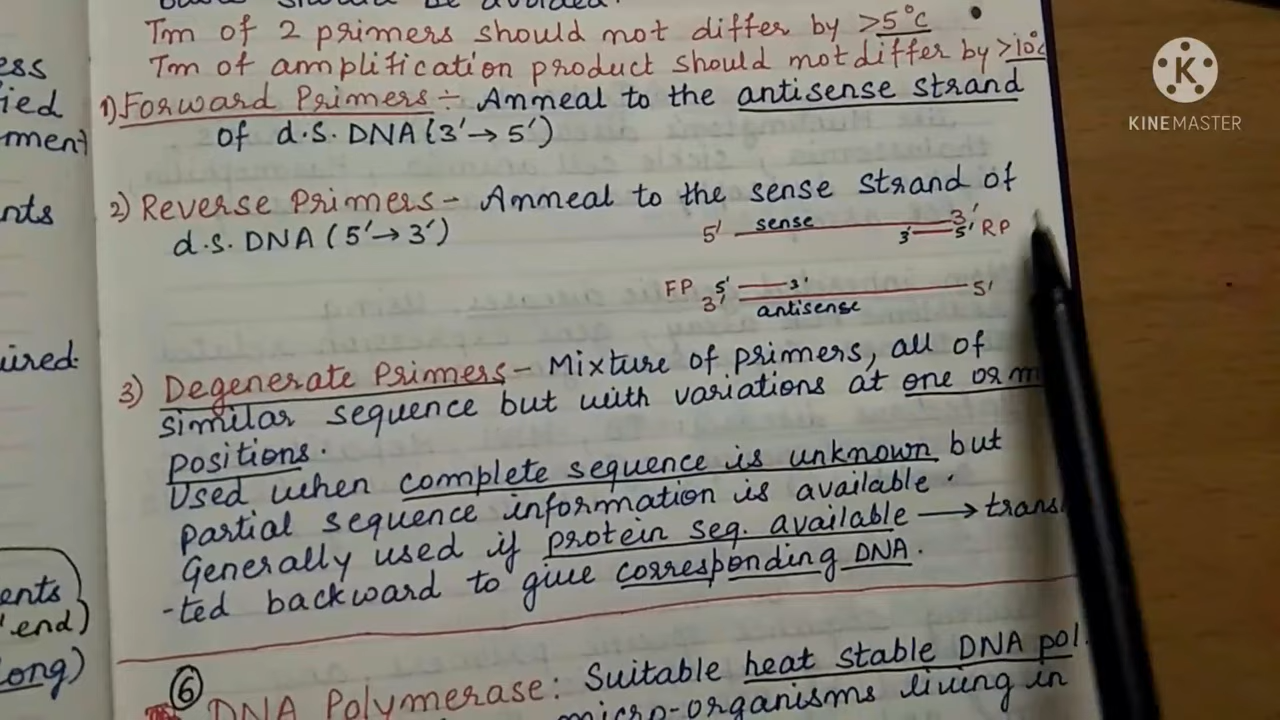 Tm of 2 primers should not differ by >5°C
Tm of amplification product should not differ by >10°C
1) Forward Primers ÷ Anneal to the antisense strand
of d.s. DNA (3'→5')
2) Reverse Primers - Anneal to the sense strand of
d.s. DNA (5'→3')
5' sense 3'
3' 5' RP
FP 5' 3'
3' 5'
antisense
3) Degenerate Primers - Mixture of primers, all of
similar sequence but with variations at one or m
positions.
Used when complete sequence is unknown but
partial sequence information is available.
Generally used if protein seq. available → transl
-ted backward to give corresponding DNA.
6 DNA Polymerase: Suitable heat stable DNA pol.
micro-organisms living in
ess
ied
ment
nts
uired.
ents
'end)
long)
K
KINEMASTER